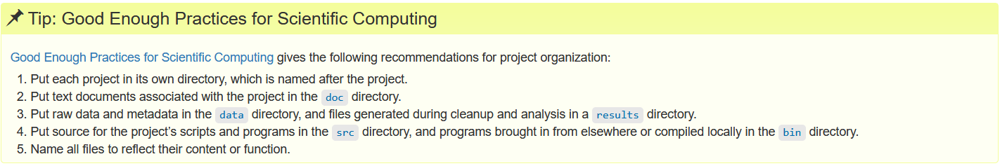 Tip: Good Enough Practices for Scientific Computing
Good Enough Practices for Scientific Computing gives the following recommendations for project organization:
1. Put each project in its own directory, which is named after the project.
2. Put text documents associated with the project in the doc directory.
3. Put raw data and metadata in the data directory, and files generated during cleanup and analysis in a results directory.
4. Put source for the project’s scripts and programs in the src directory, and programs brought in from elsewhere or compiled locally in the bin directory.
5. Name all files to reflect their content or function.